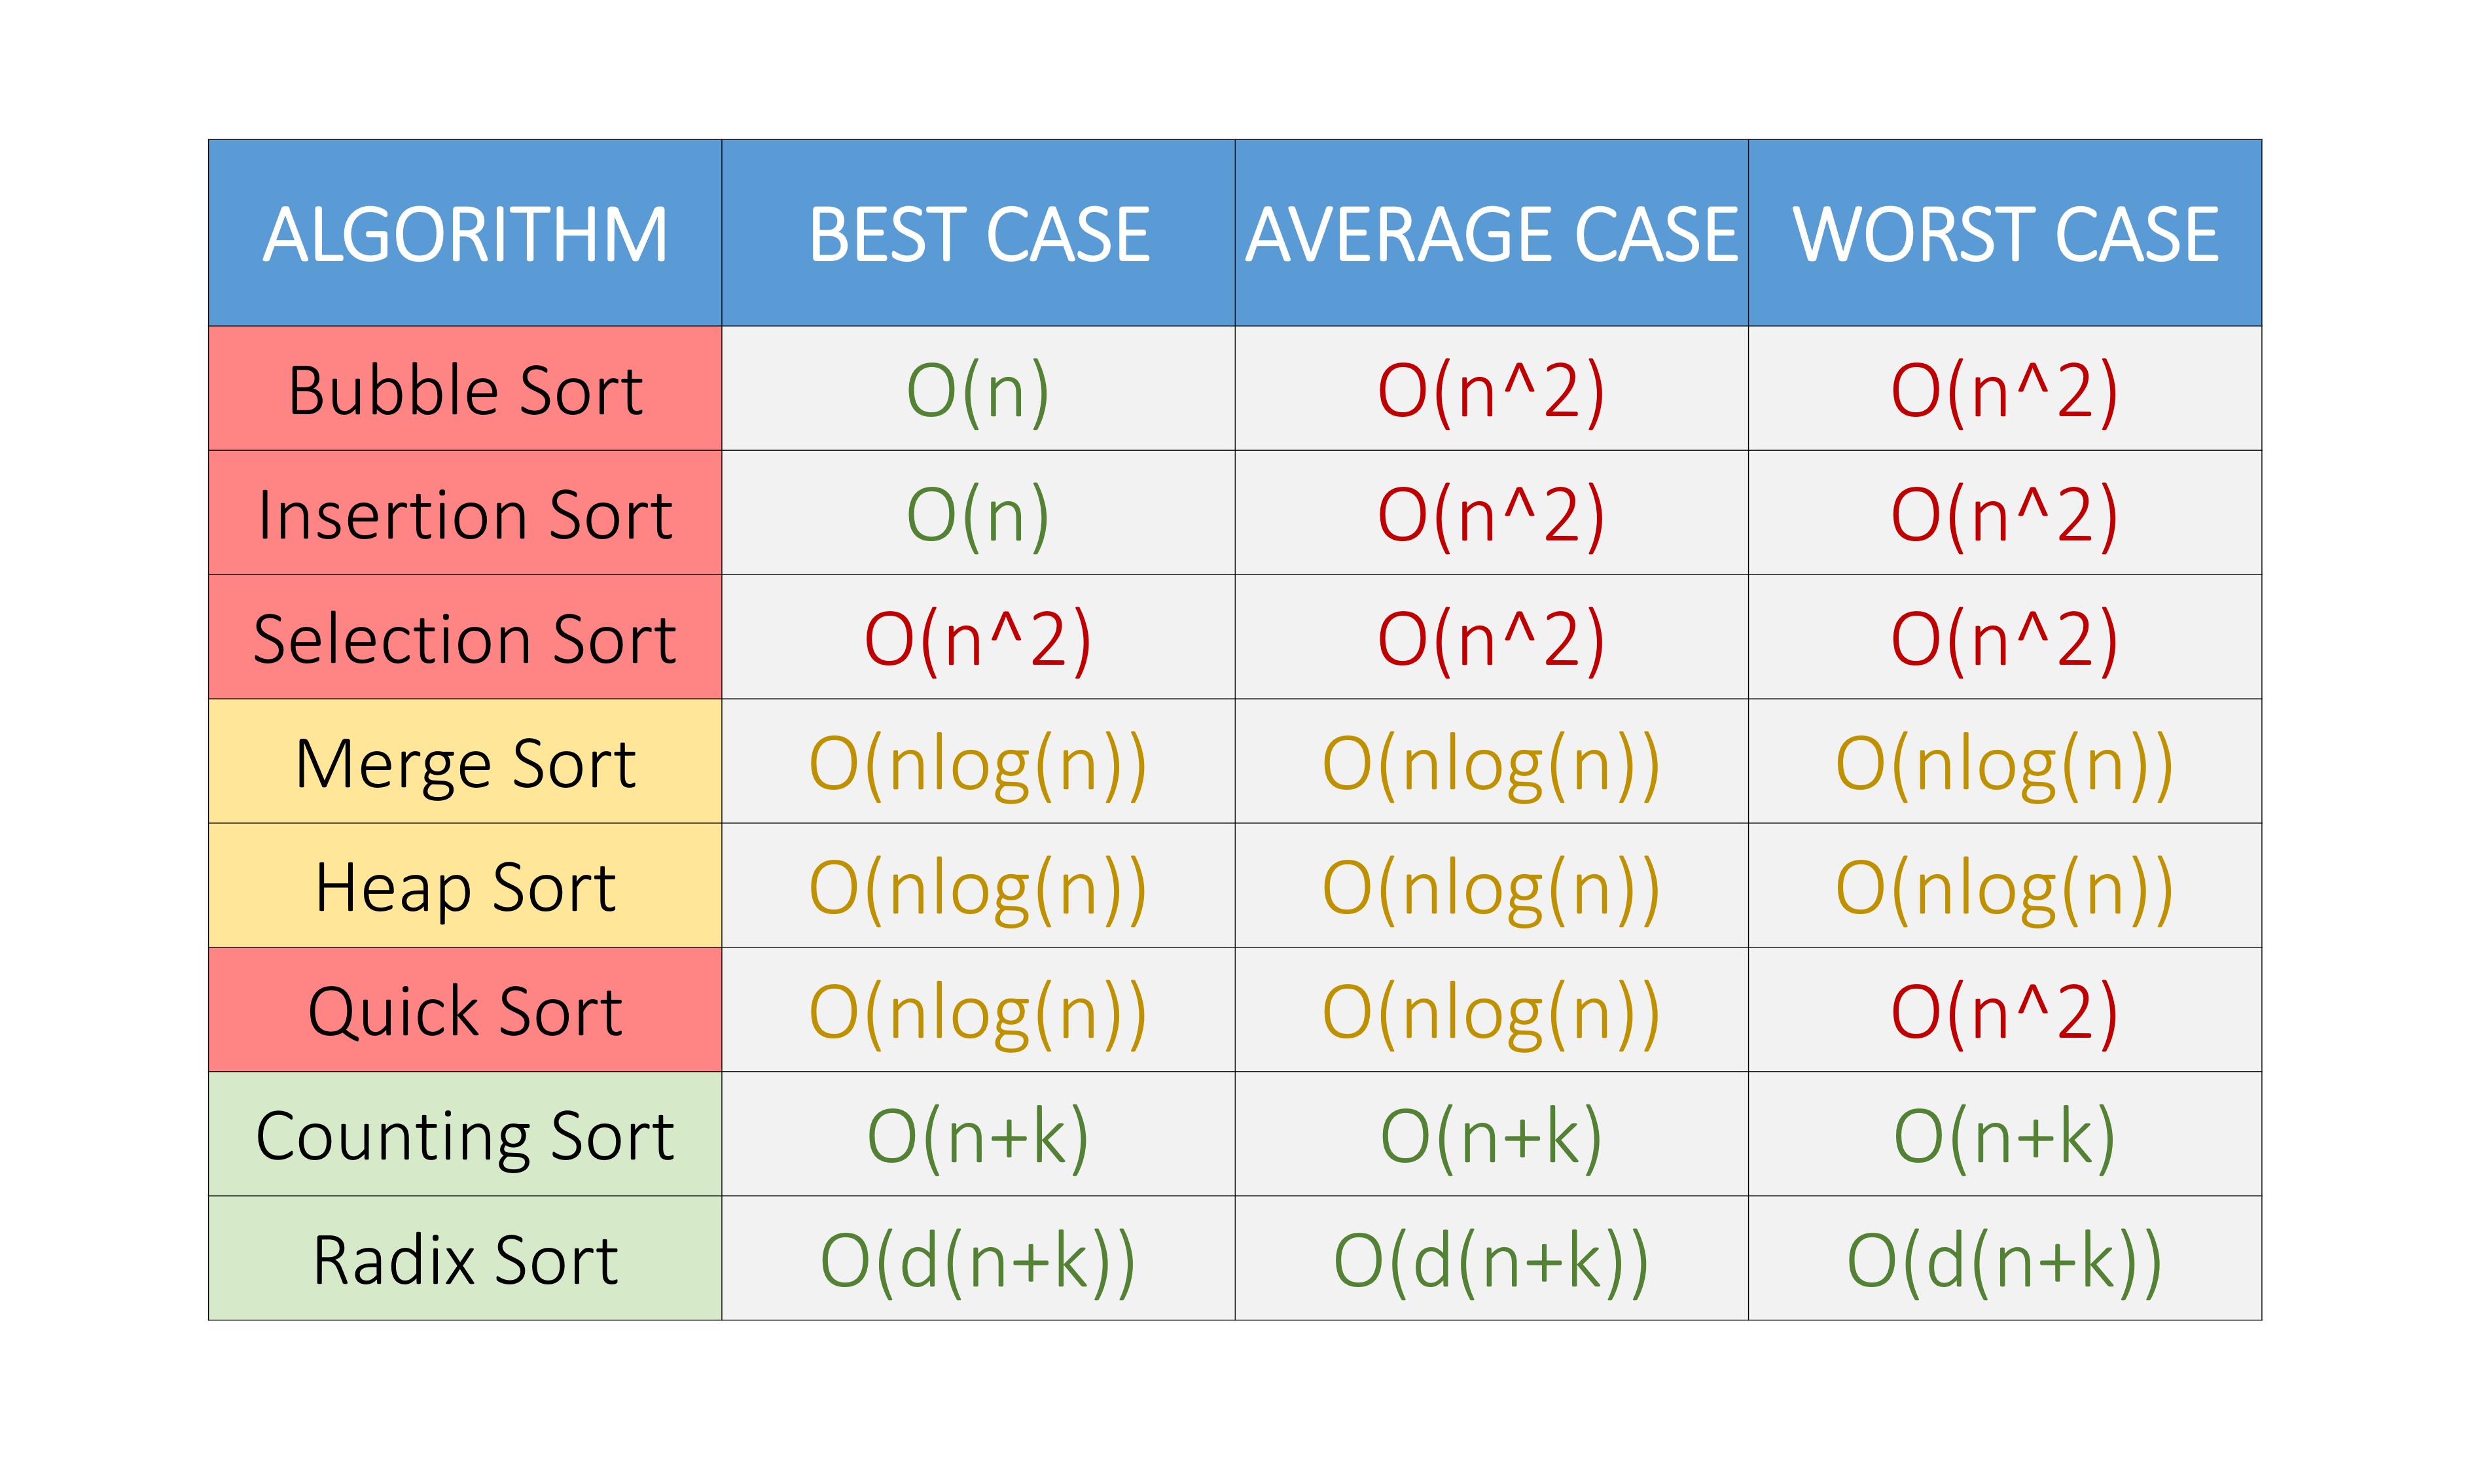 ALGORITHM BEST CASE AVERAGE CASE WORST CASE
Bubble Sort O(n) O(n^2) O(n^2)
Insertion Sort O(n) O(n^2) O(n^2)
Selection Sort O(n^2) O(n^2) O(n^2)
Merge Sort O(nlog(n)) O(nlog(n)) O(nlog(n))
Heap Sort O(nlog(n)) O(nlog(n)) O(nlog(n))
Quick Sort O(nlog(n)) O(nlog(n)) O(n^2)
Counting Sort O(n+k) O(n+k) O(n+k)
Radix Sort O(d(n+k)) O(d(n+k)) O(d(n+k))